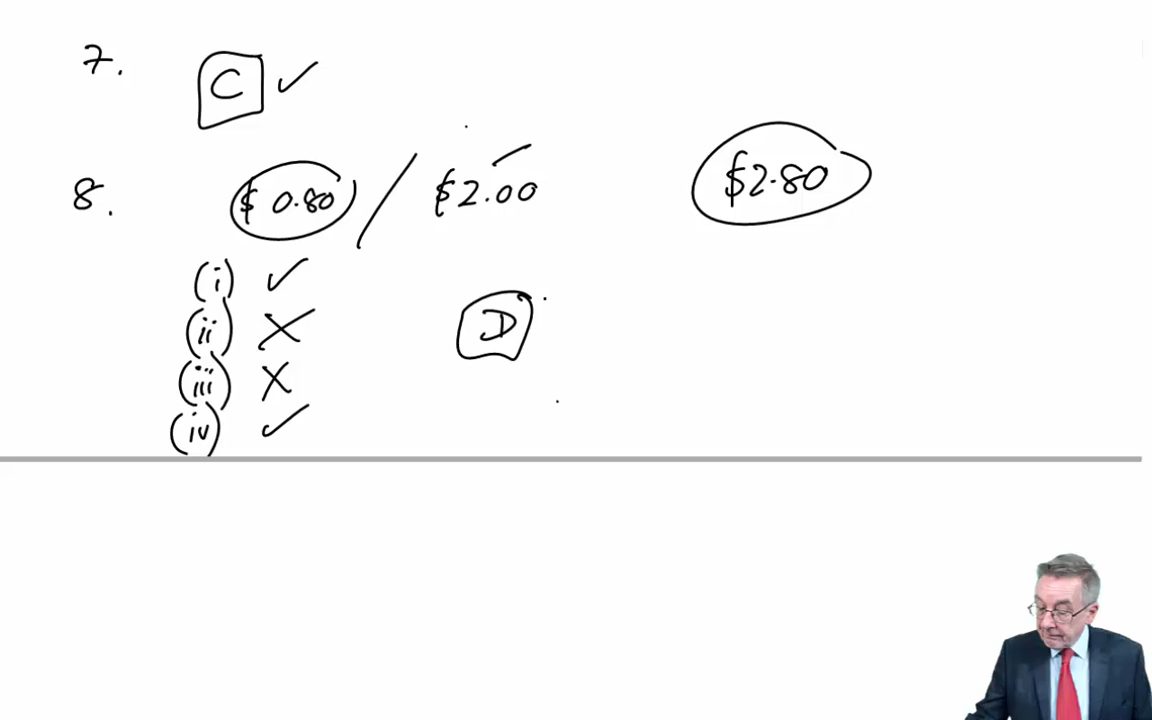 7. C ✓
8. $0.80 / $2.00 $2.80
(i) ✓
(ii) X D
(iii) X
(iv) ✓